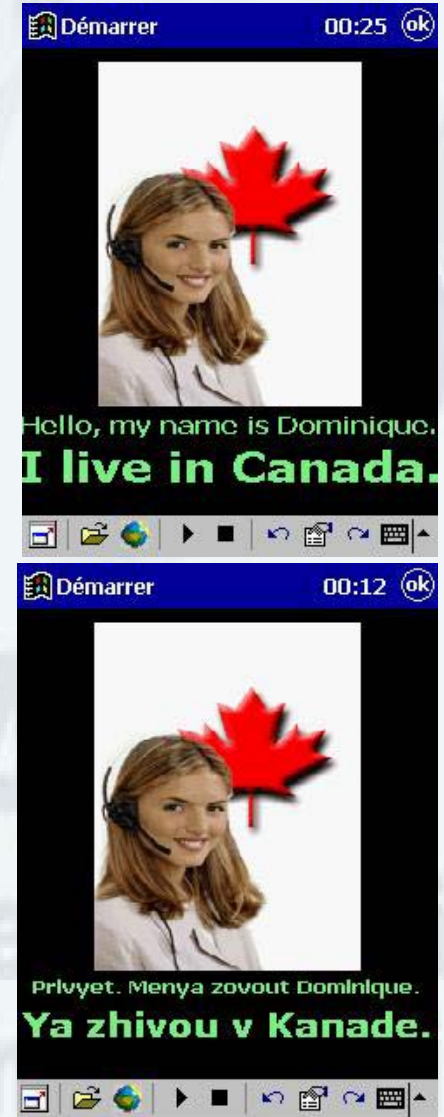 Démarrer 00:25 ok
Hello, my name is Dominique.
I live in Canada.
Démarrer 00:12 ok
Privyet. Menya zovout Dominique.
Ya zhivou v Kanade.